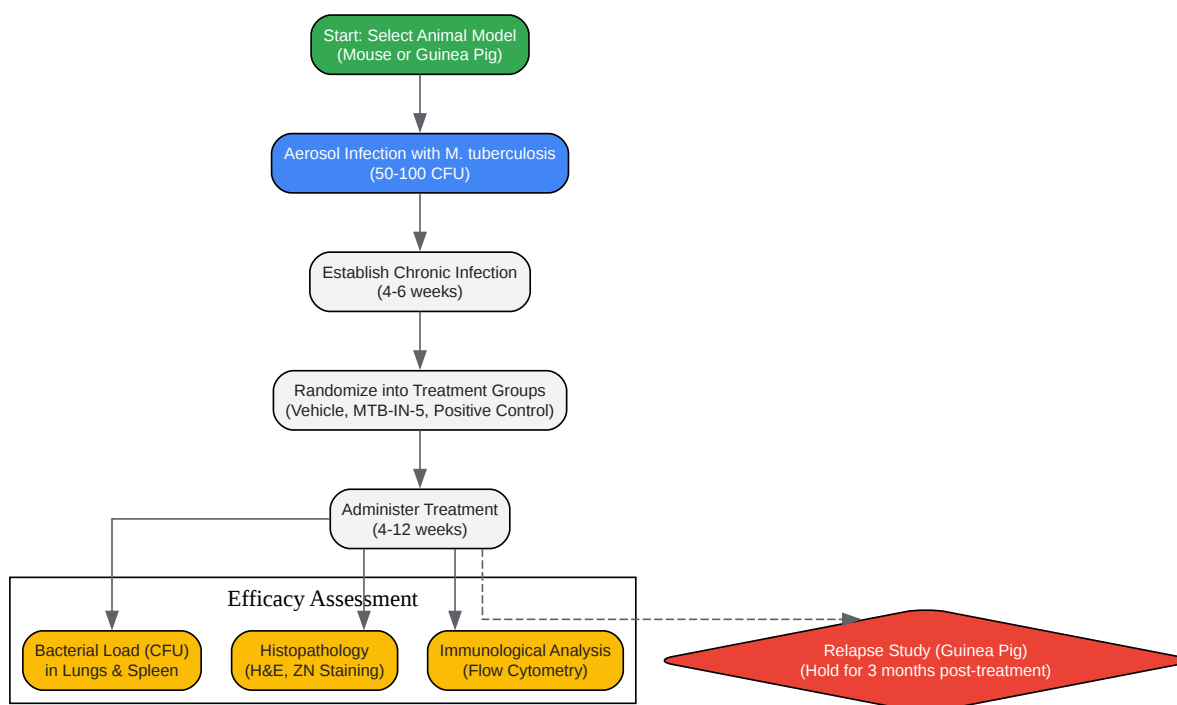 Start: Select Animal Model
(Mouse or Guinea Pig)
Aerosol Infection with M. tuberculosis
(50-100 CFU)
Establish Chronic Infection
(4-6 weeks)
Randomize into Treatment Groups
(Vehicle, MTB-IN-5, Positive Control)
Administer Treatment
(4-12 weeks)
Efficacy Assessment
Bacterial Load (CFU)
in Lungs & Spleen
Histopathology
(H&E, ZN Staining)
Immunological Analysis
(Flow Cytometry)
Relapse Study (Guinea Pig)
(Hold for 3 months post-treatment)